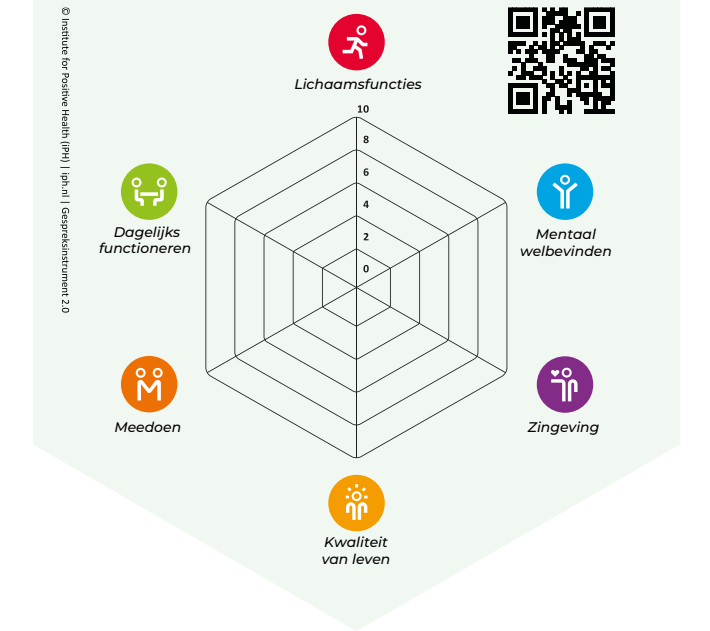 © Institute for Positive Health (iPH) | iph.nl | Gespreksinstrument 2.0
Lichaamsfuncties
10
8
6
4
2
0
Dagelijks
functioneren
Mentaal
welbevinden
Meedoen
Zingeving
Kwaliteit
van leven